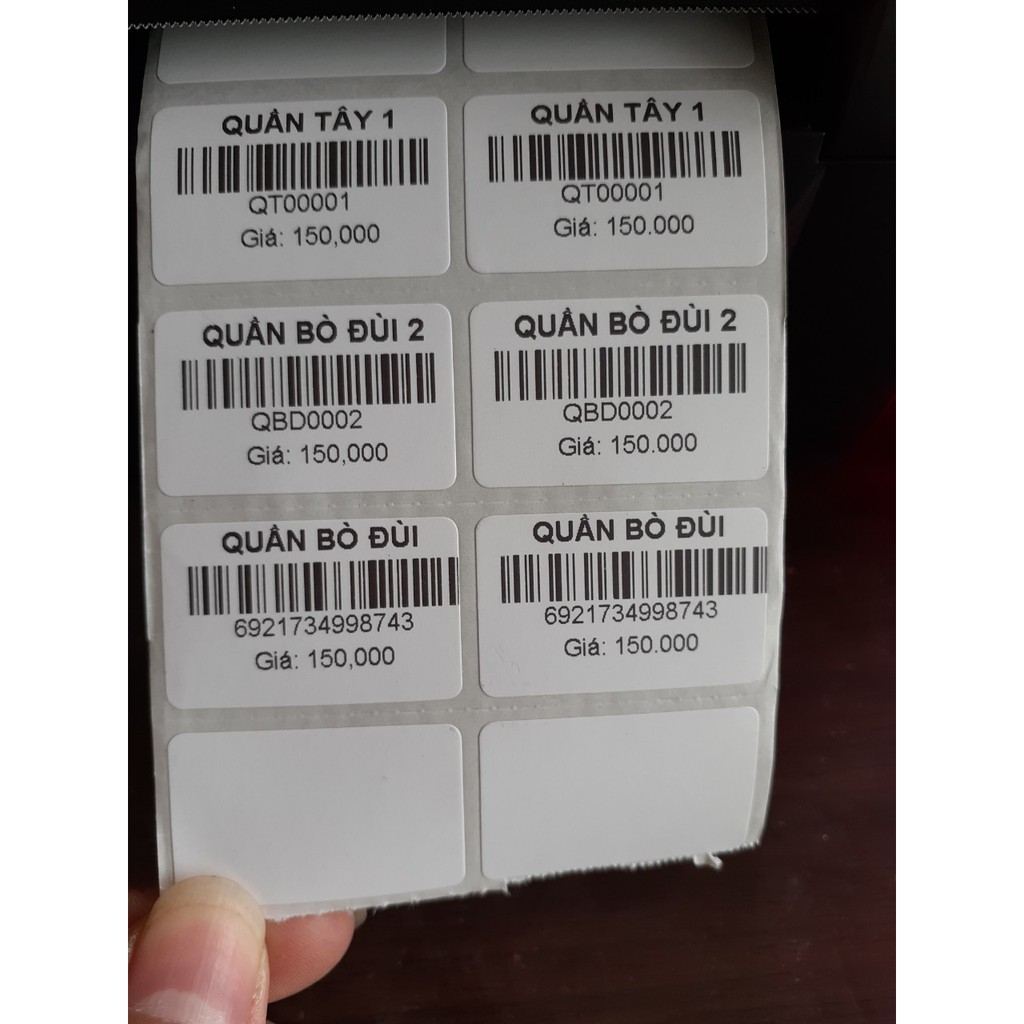 QUẦN TÂY 1
QT00001
Giá: 150,000
QUẦN TÂY 1
QT00001
Giá: 150.000
QUẦN BÒ ĐÙI 2
QBD0002
Giá: 150,000
QUẦN BÒ ĐÙI 2
QBD0002
Giá: 150.000
QUẦN BÒ ĐÙI
6921734998743
Giá: 150,000
QUẦN BÒ ĐÙI
6921734998743
Giá: 150.000